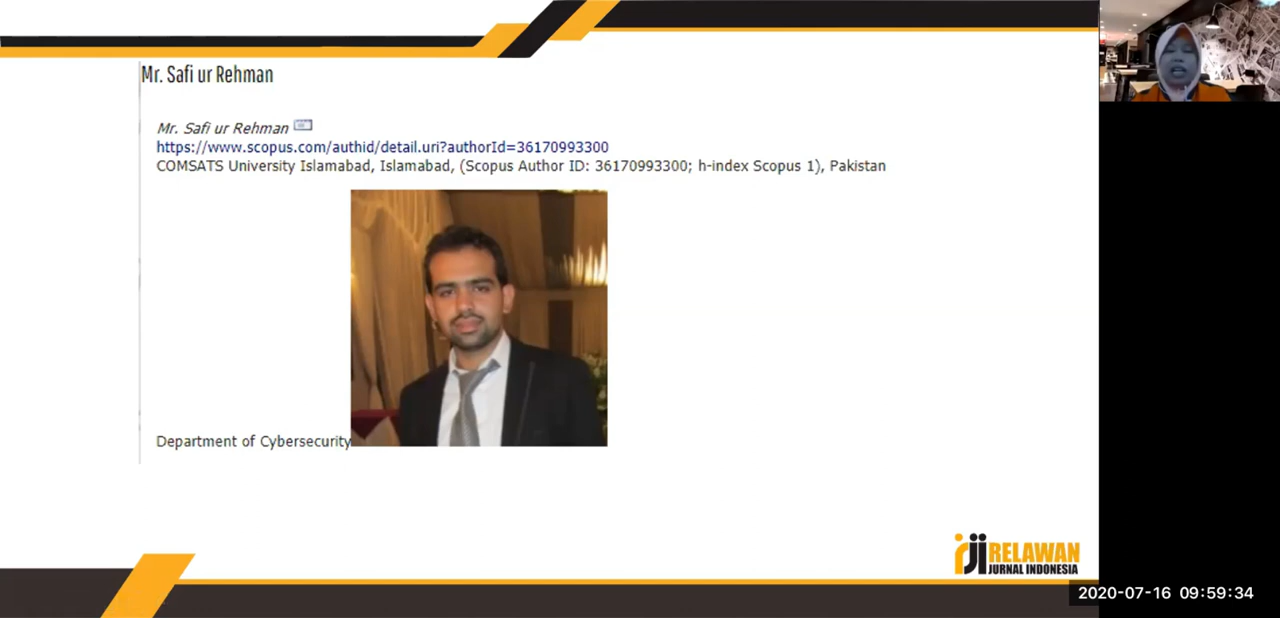 Mr. Safi ur Rehman
Mr. Safi ur Rehman
https://www.scopus.com/authid/detail.uri?authorId=36170993300
COMSATS University Islamabad, Islamabad, (Scopus Author ID: 36170993300; h-index Scopus 1), Pakistan
Department of Cybersecurity
rji RELAWAN
JURNAL INDONESIA
2020-07-16 09:59:34